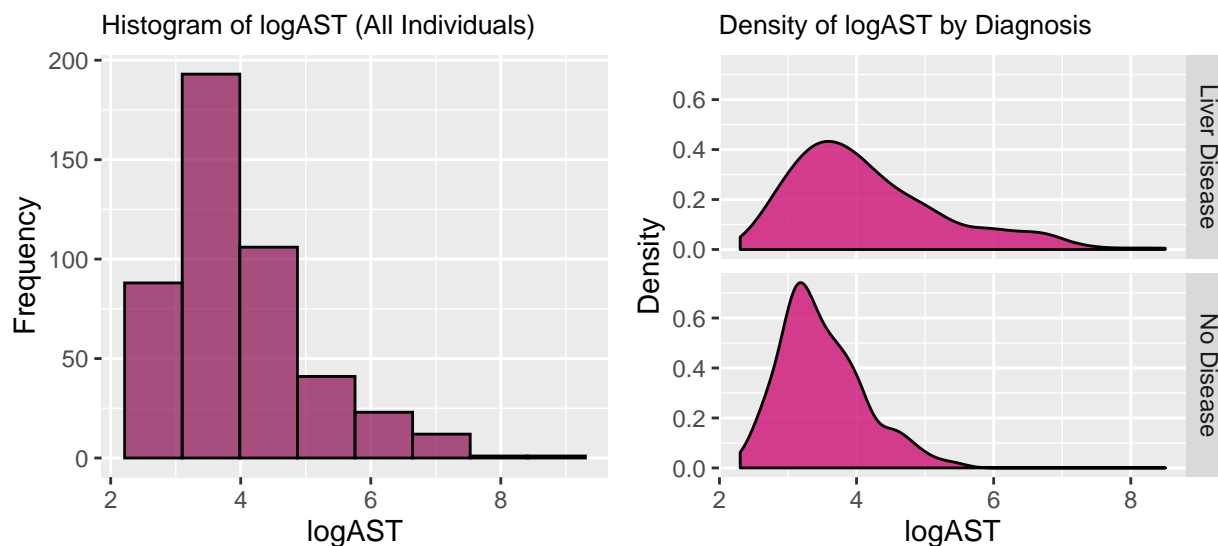 Histogram of logAST (All Individuals)
Frequency
200
150
100
50
0
2 4 6 8
logAST
Density of logAST by Diagnosis
Density
0.6
0.4
0.2
0.0
Liver Disease
0.6
0.4
0.2
0.0
No Disease
2 4 6 8
logAST